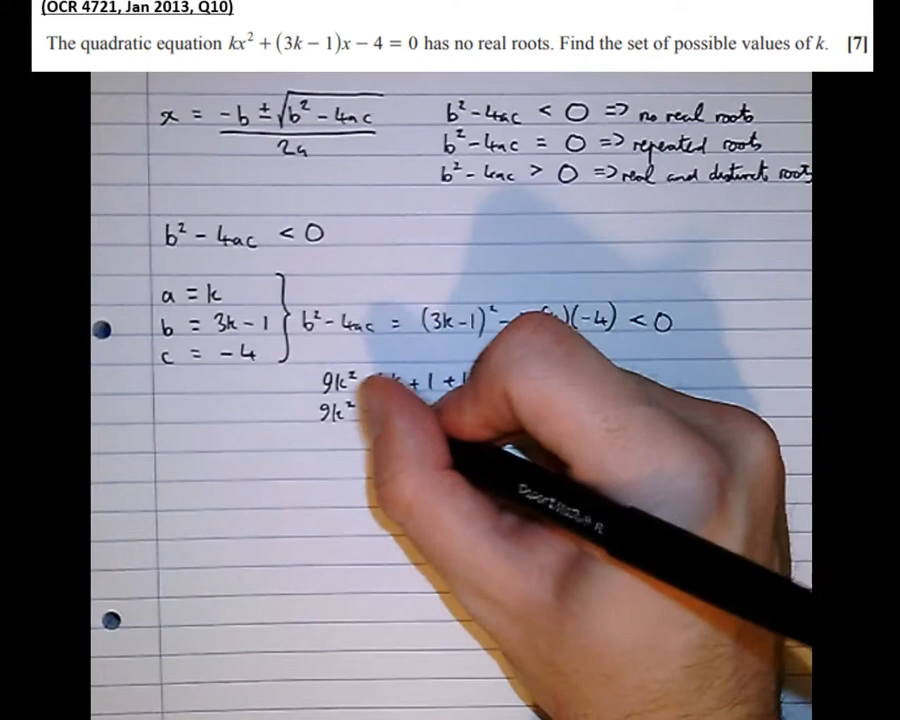 (OCR 4721, Jan 2013, Q10)
The quadratic equation kx² + (3k − 1)x − 4 = 0 has no real roots. Find the set of possible values of k. [7]
x = -b ± √b² - 4ac / 2a
b² - 4ac < 0 => no real roots
b² - 4ac = 0 => repeated roots
b² - 4ac > 0 => real and distinct roots
b² - 4ac < 0
a = k
b = 3k - 1 } b² - 4ac = (3k - 1)² - )(-4) < 0
c = -4
9k² + 1 +
9k²